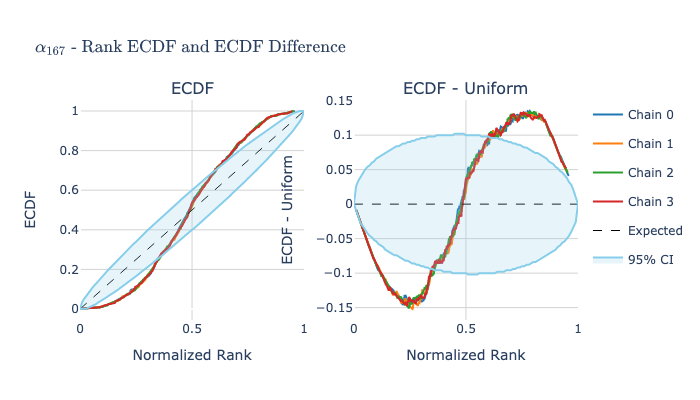 α₁₆₇ - Rank ECDF and ECDF Difference
ECDF
ECDF - Uniform
ECDF
1
0.8
0.6
0.4
0.2
0
0
0.5
1
Normalized Rank
ECDF - Uniform
0.15
0.1
0.05
0
−0.05
−0.1
−0.15
0
0.5
1
Normalized Rank
Chain 0
Chain 1
Chain 2
Chain 3
Expected
95% CI